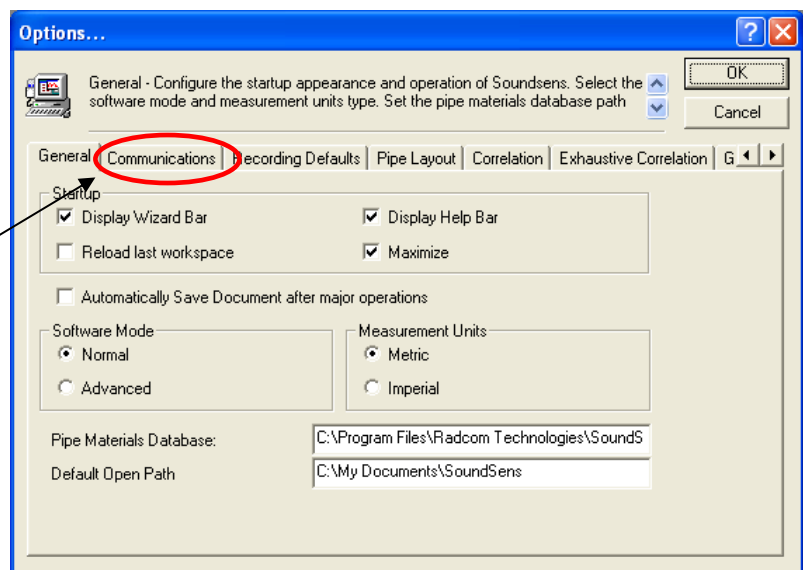 Options...
General - Configure the startup appearance and operation of Soundsens. Select the
software mode and measurement units type. Set the pipe materials database path
OK
Cancel
General
Communications
Recording Defaults
Pipe Layout
Correlation
Exhaustive Correlation
G
Startup
Display Wizard Bar
Display Help Bar
Reload last workspace
Maximize
Automatically Save Document after major operations
Software Mode
Measurement Units
Normal
Metric
Advanced
Imperial
Pipe Materials Database:
C:\Program Files\Radcom Technologies\SoundS
Default Open Path
C:\My Documents\SoundSens